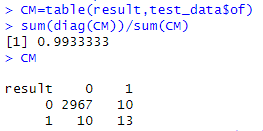 > CM=table(result,test_data$of)
> sum(diag(CM))/sum(CM)
[1] 0.9933333
> CM
result 0 1
0 2967 10
1 10 13